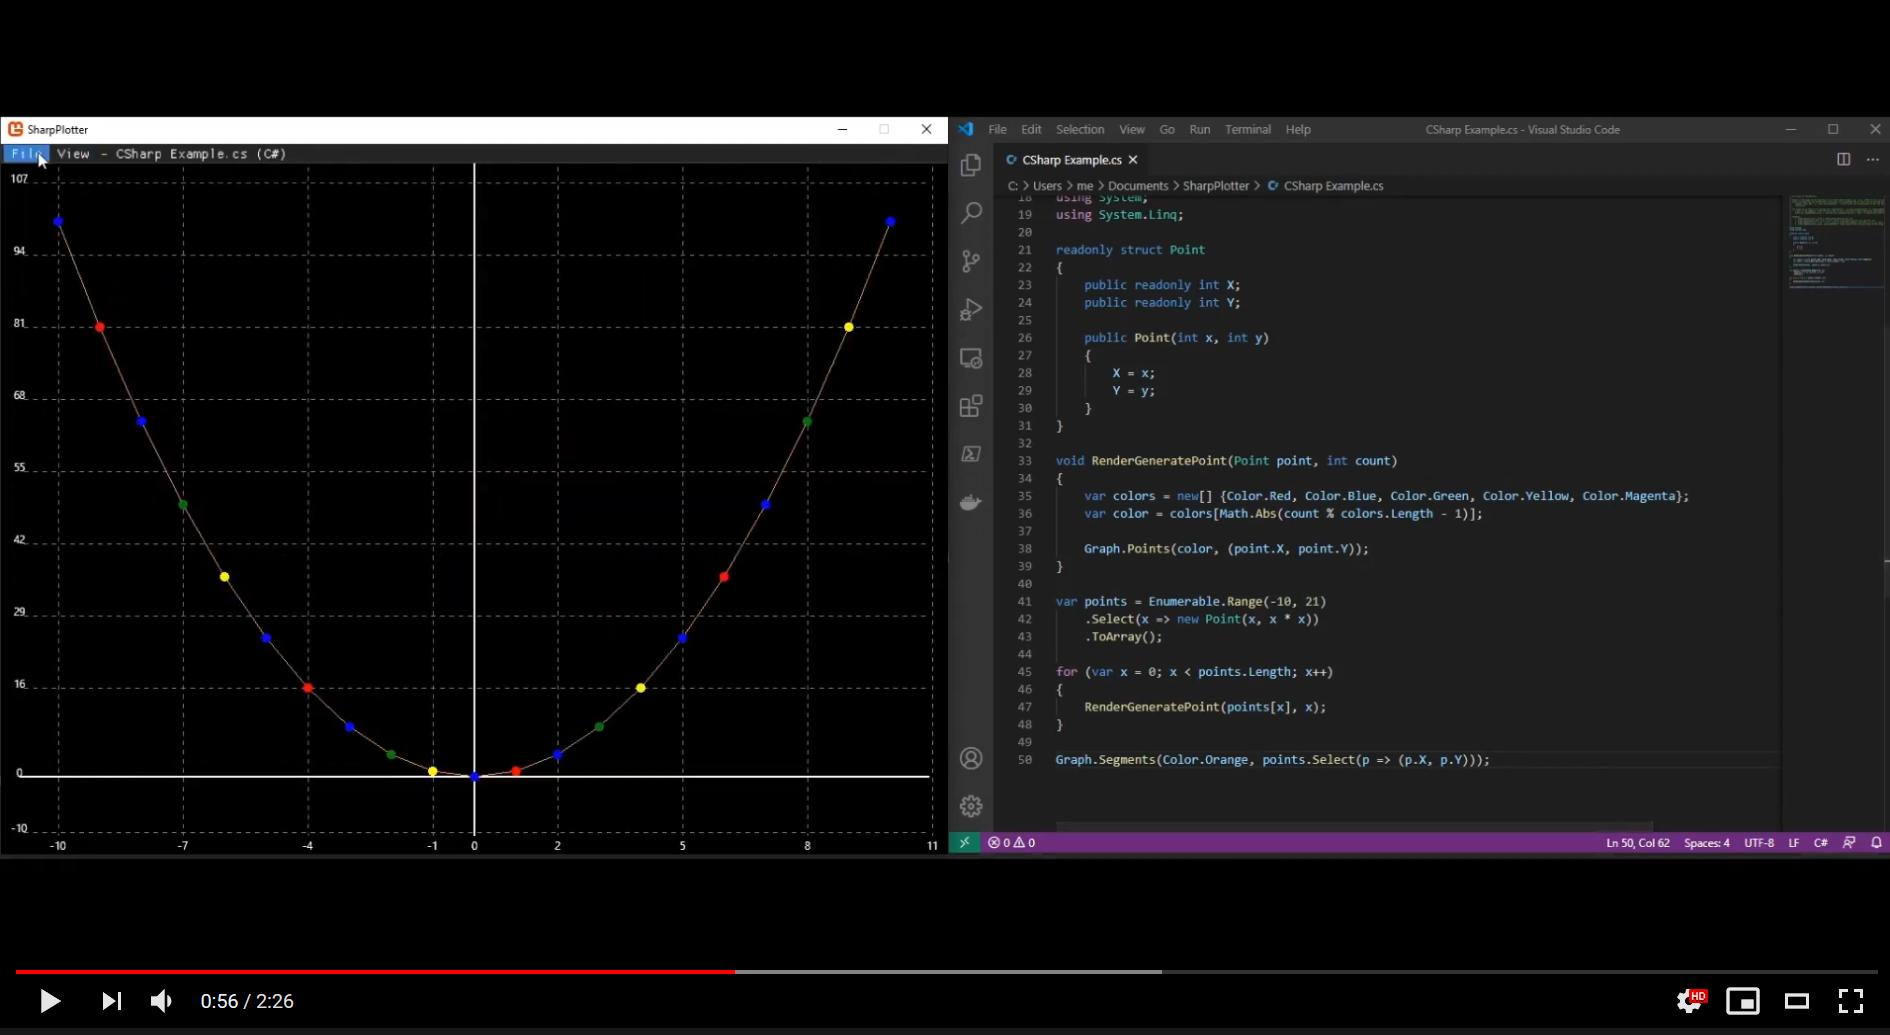 SharpPlotter
File View - CSharp Example.cs (C#)
107
94
81
68
55
42
29
16
0
-10
-10 -7 -4 -1 0 2 5 8 11
File Edit Selection View Go Run Terminal Help CSharp Example.cs - Visual Studio Code
CSharp Example.cs
C: > Users > me > Documents > SharpPlotter > CSharp Example.cs
18 using System;
19 using System.Linq;
20
21 readonly struct Point
22 {
23 public readonly int X;
24 public readonly int Y;
25
26 public Point(int x, int y)
27 {
28 X = x;
29 Y = y;
30 }
31 }
32
33 void RenderGeneratePoint(Point point, int count)
34 {
35 var colors = new[] {Color.Red, Color.Blue, Color.Green, Color.Yellow, Color.Magenta};
36 var color = colors[Math.Abs(count % colors.Length - 1)];
37
38 Graph.Points(color, (point.X, point.Y));
39 }
40
41 var points = Enumerable.Range(-10, 21)
42 .Select(x => new Point(x, x * x))
43 .ToArray();
44
45 for (var x = 0; x < points.Length; x++)
46 {
47 RenderGeneratePoint(points[x], x);
48 }
49
50 Graph.Segments(Color.Orange, points.Select(p => (p.X, p.Y)));
0 0 Ln 50, Col 62 Spaces: 4 UTF-8 LF C#
0:56 / 2:26
HD